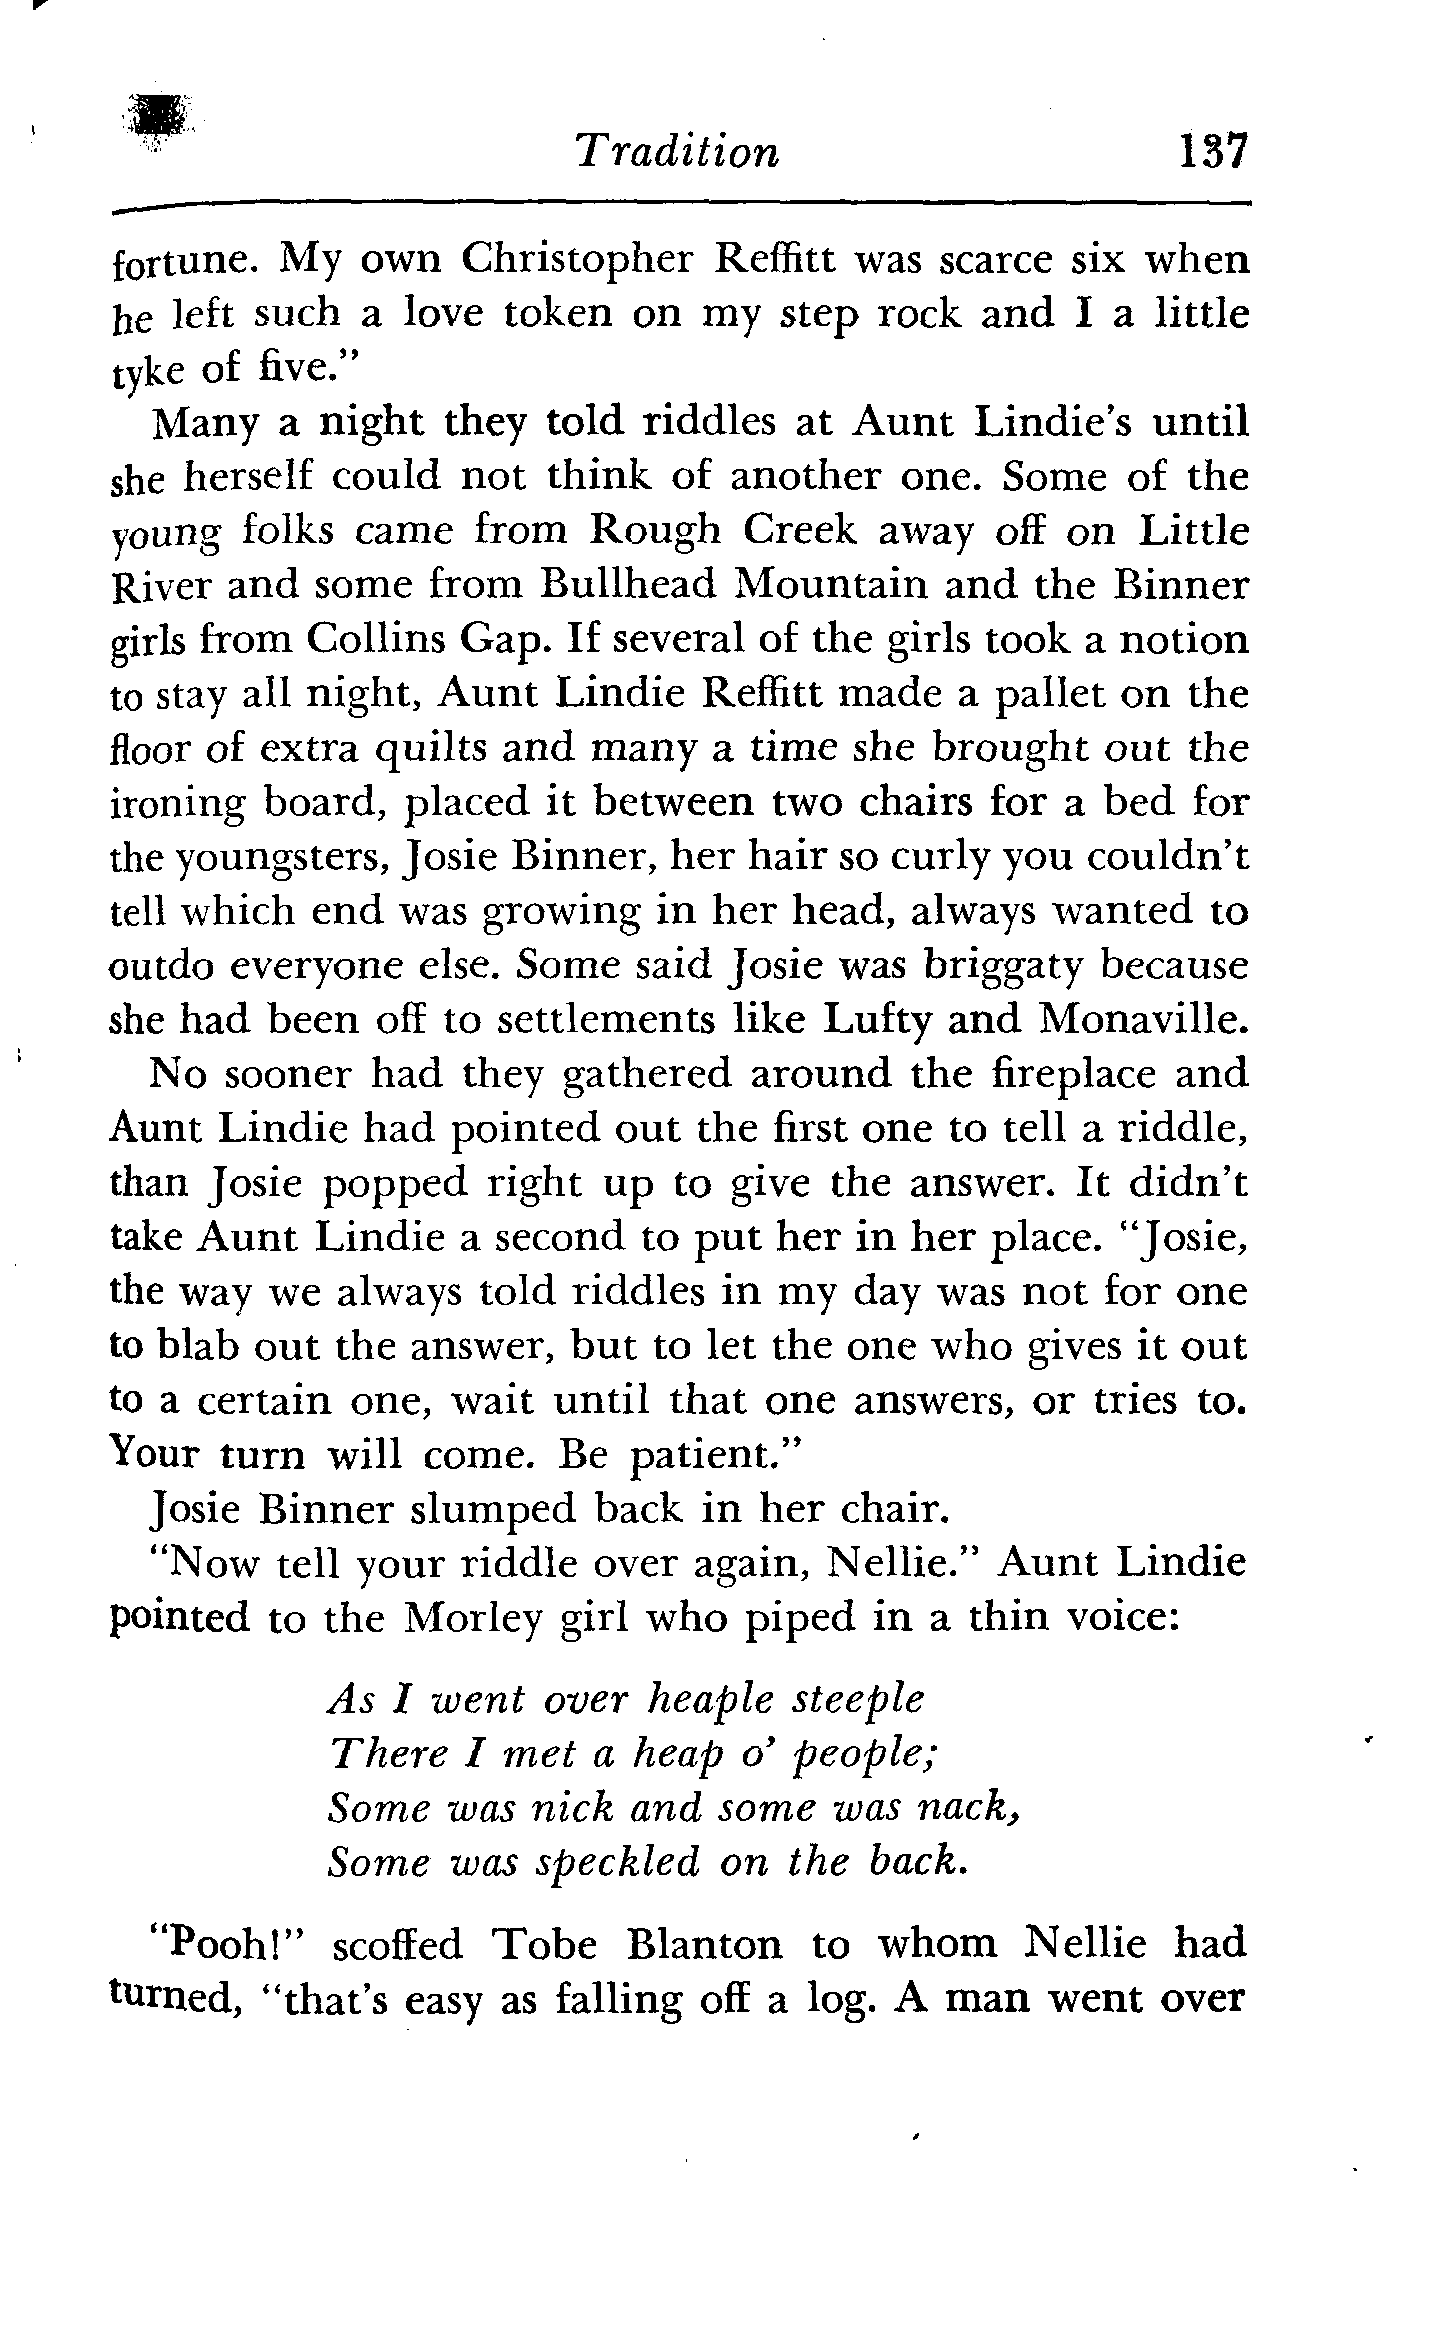 Tradition 137
fortune. My own Christopher Reffitt was scarce six when
he left such a love token on my step rock and I a little
tyke of five."
Many a night they told riddles at Aunt Lindie's until
she herself could not think of another one. Some of the
young folks came from Rough Creek away off on Little
River and some from Bullhead Mountain and the Binner
girls from Collins Gap. If several of the girls took a notion
to stay all night, Aunt Lindie Reffitt made a pallet on the
floor of extra quilts and many a time she brought out the
ironing board, placed it between two chairs for a bed for
the youngsters, Josie Binner, her hair so curly you couldn't
tell which end was growing in her head, always wanted to
outdo everyone else. Some said Josie was briggaty because
she had been off to settlements like Lufty and Monaville.
No sooner had they gathered around the fireplace and
Aunt Lindie had pointed out the first one to tell a riddle,
than Josie popped right up to give the answer. It didn't
take Aunt Lindie a second to put her in her place. "Josie,
the way we always told riddles in my day was not for one
to blab out the answer, but to let the one who gives it out
to a certain one, wait until that one answers, or tries to.
Your turn will come. Be patient."
Josie Binner slumped back in her chair.
"Now tell your riddle over again, Nellie." Aunt Lindie
pointed to the Morley girl who piped in a thin voice:
As I went over heaple steeple
There I met a heap o' people;
Some was nick and some was nack,
Some was speckled on the back.
"Pooh!" scoffed Tobe Blanton to whom Nellie had
turned, "that's easy as falling off a log. A man went over